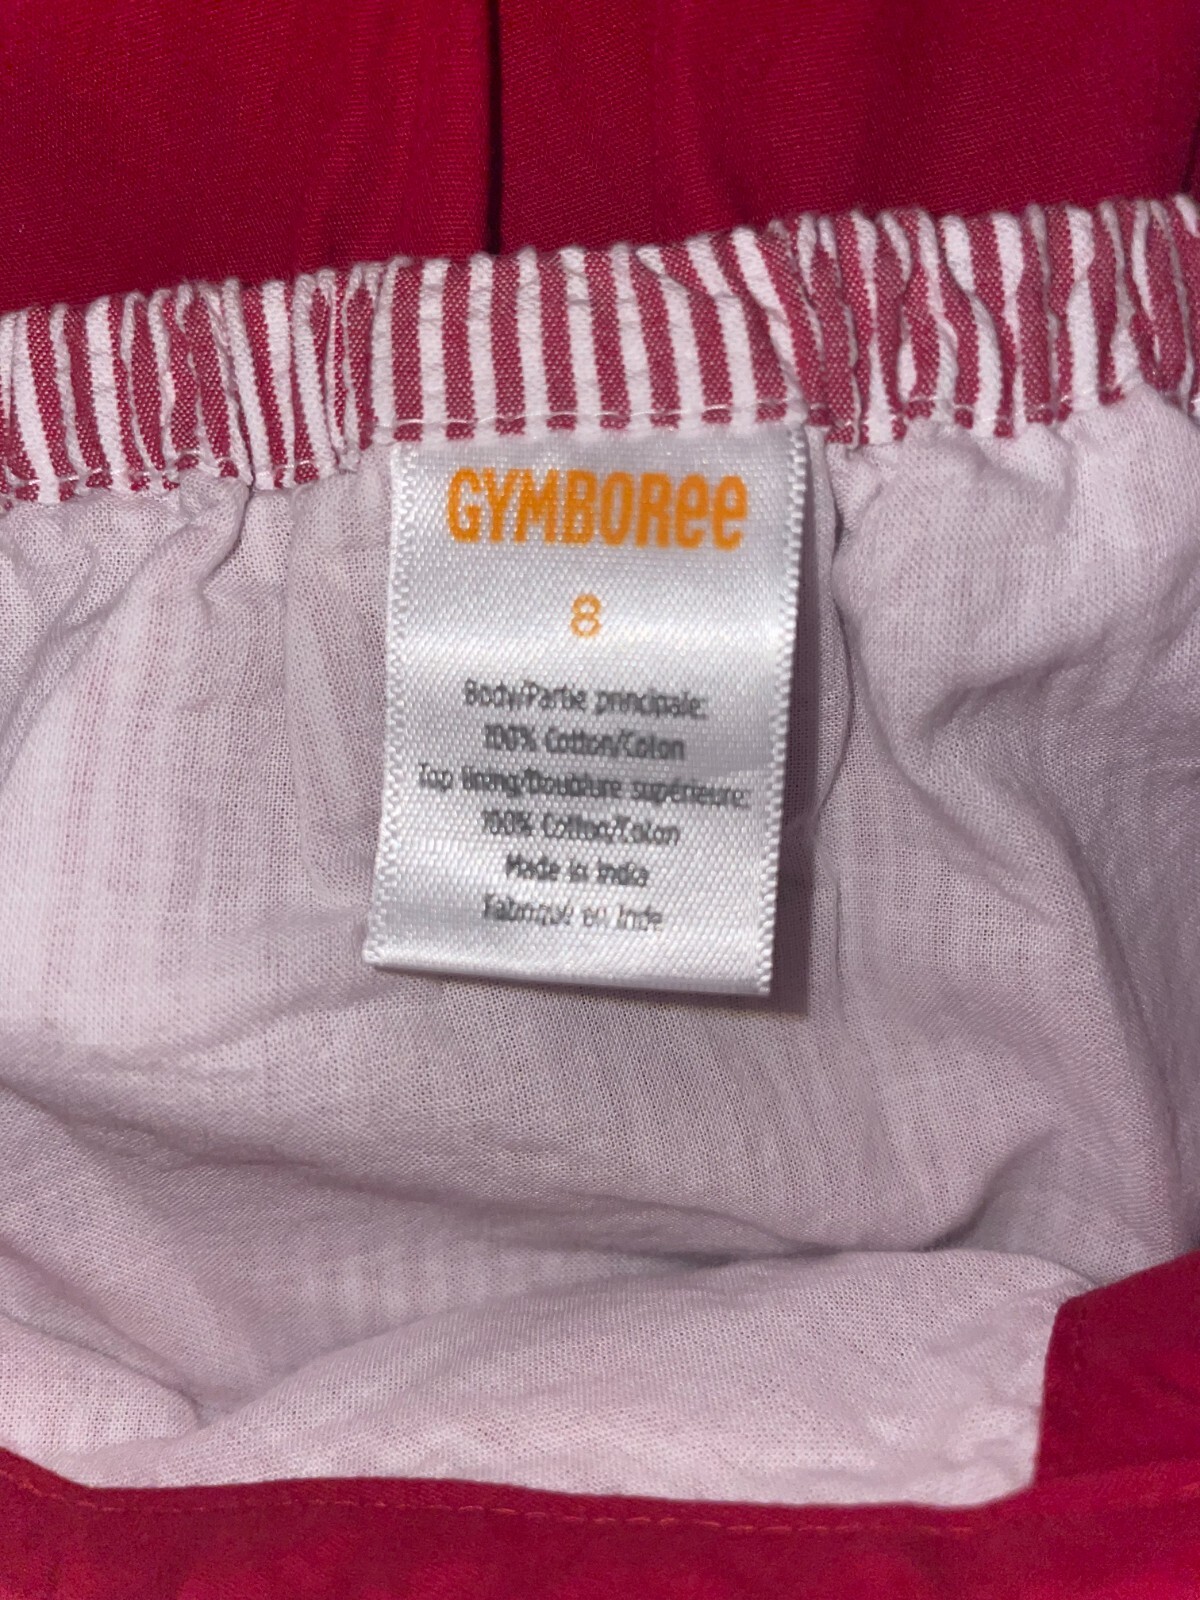 GYMBORee
8
Body/Partie principale:
100% Cotton/Coton
Top lining/Doublure supérieure:
100% Cotton/Coton
Made in India
Fabriqué en Inde